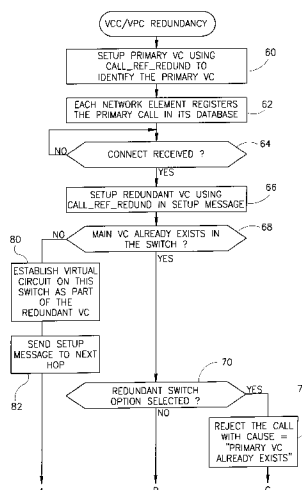 VCC/VPC REDUNDANCY
SETUP PRIMARY VC USING
CALL_REF_REDUND TO
IDENTIFY THE PRIMARY VC
60
EACH NETWORK ELEMENT REGISTERS
THE PRIMARY CALL IN ITS DATABASE
62
CONNECT RECEIVED ?
64
NO
YES
SETUP REDUNDANT VC USING
CALL_REF_REDUND IN SETUP MESSAGE
66
MAIN VC ALREADY EXISTS IN
THE SWITCH ?
68
NO
YES
80
ESTABLISH VIRTUAL
CIRCUIT ON THIS
SWITCH AS PART
OF THE
REDUNDANT VC
SEND SETUP
MESSAGE TO NEXT
HOP
82
70
REDUNDANT SWITCH
OPTION SELECTED ?
YES
NO
7
REJECT THE CALL
WITH CAUSE =
"PRIMARY VC
ALREADY EXISTS"